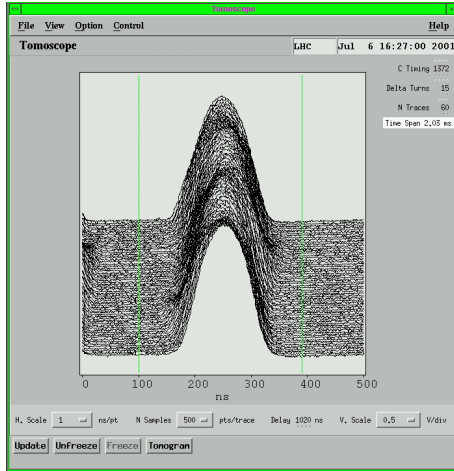 Tomoscope
File View Option Control Help
Tomoscope LHC Jul 6 16:27:00 2001
C Timing 1372
Delta Turns 15
N Traces 60
Time Span 2.03 ms
0 100 200 300 400 500
ns
H. Scale 1 ns/pt N Samples 500 pts/trace Delay 1020 ns V. Scale 0.5 V/div
Update Unfreeze Freeze Tomogram